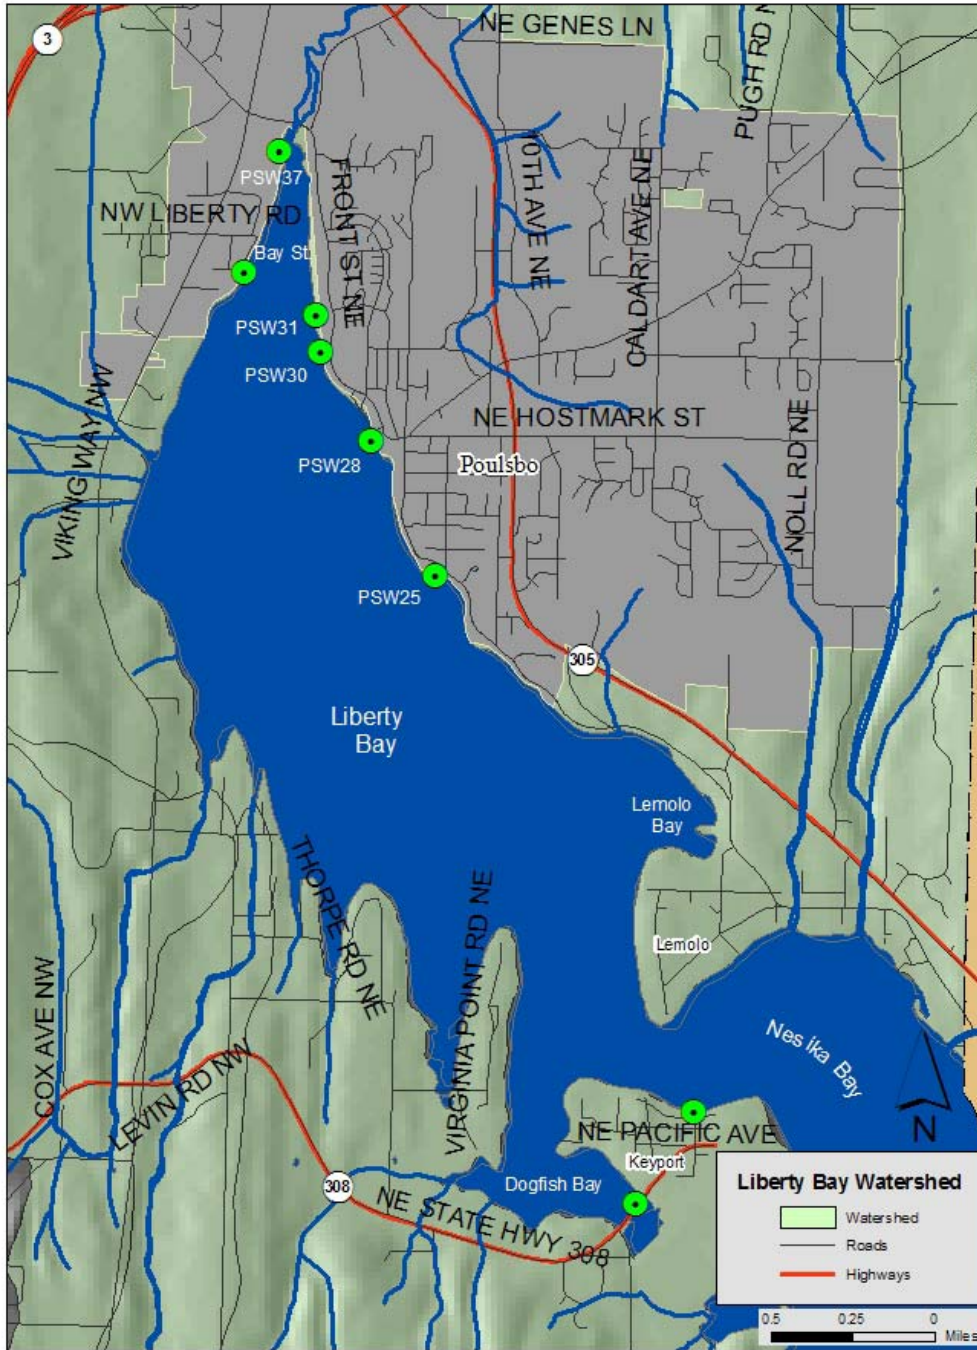 3
NE GENES LN
PUGH RD N
PSW37
FRONT ST NE
10TH AVE NE
CALDART AVE NE
NW LIBERTY RD
Bay St.
PSW31
PSW30
NE HOSTMARK ST
VIKING WAY NW
PSW28
Poulsbo
NOLL RD NE
PSW25
305
Liberty
Bay
Lemolo
Bay
THORPE RD NE
VIRGINIA POINT RD NE
Lemolo
COX AVE NW
Nesika Bay
LEVIN RD NW
N
NE PACIFIC AVE
Keyport
308
Dogfish Bay
NE STATE HWY 308
Liberty Bay Watershed
Watershed
Roads
Highways
0.5 0.25 0
Miles